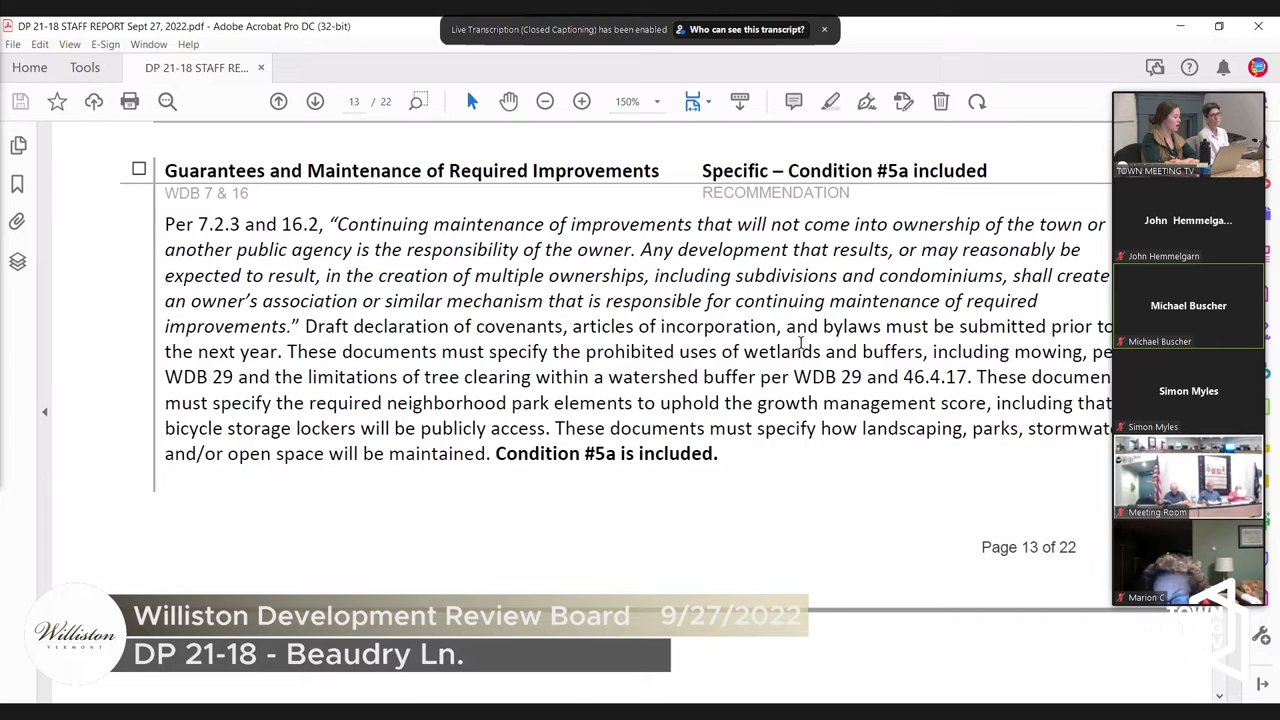 DP 21-18 STAFF REPORT Sept 27, 2022.pdf - Adobe Acrobat Pro DC (32-bit)
Live Transcription (Closed Captioning) has been enabled Who can see this transcript?
File Edit View E-Sign Window Help
Home Tools DP 21-18 STAFF RE...
13 / 22 150%
Guarantees and Maintenance of Required Improvements Specific – Condition #5a included
WDB 7 & 16 RECOMMENDATION
Per 7.2.3 and 16.2, “Continuing maintenance of improvements that will not come into ownership of the town or
another public agency is the responsibility of the owner. Any development that results, or may reasonably be
expected to result, in the creation of multiple ownerships, including subdivisions and condominiums, shall create
an owner’s association or similar mechanism that is responsible for continuing maintenance of required
improvements.” Draft declaration of covenants, articles of incorporation, and bylaws must be submitted prior to
the next year. These documents must specify the prohibited uses of wetlands and buffers, including mowing, pe
WDB 29 and the limitations of tree clearing within a watershed buffer per WDB 29 and 46.4.17. These documen
must specify the required neighborhood park elements to uphold the growth management score, including that
bicycle storage lockers will be publicly access. These documents must specify how landscaping, parks, stormwat
and/or open space will be maintained. Condition #5a is included.
Page 13 of 22
TOWN MEETING TV
John Hemmelga...
John Hemmelgarn
Michael Buscher
Michael Buscher
Simon Myles
Simon Myles
Meeting Room
Marion C
Williston Development Review Board 9/27/2022
DP 21-18 - Beaudry Ln.
Williston
VERMONT
TOWN